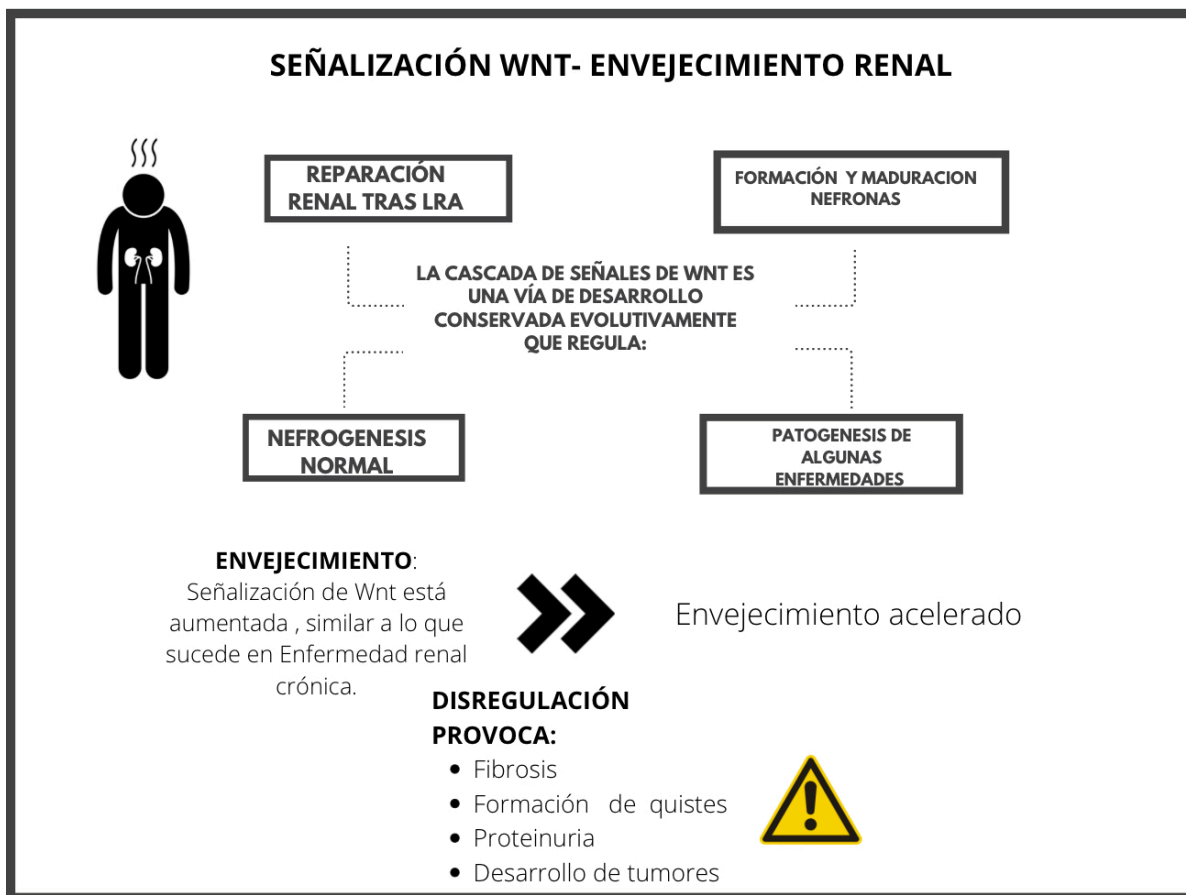 SEÑALIZACIÓN WNT- ENVEJECIMIENTO RENAL
REPARACIÓN
RENAL TRAS LRA
FORMACIÓN Y MADURACION
NEFRONAS
LA CASCADA DE SEÑALES DE WNT ES
UNA VÍA DE DESARROLLO
CONSERVADA EVOLUTIVAMENTE
QUE REGULA:
NEFROGENESIS
NORMAL
PATOGENESIS DE
ALGUNAS
ENFERMEDADES
ENVEJECIMIENTO:
Señalización de Wnt está
aumentada , similar a lo que
sucede en Enfermedad renal
crónica.
Envejecimiento acelerado
DISREGULACIÓN
PROVOCA:
• Fibrosis
• Formación de quistes
• Proteinuria
• Desarrollo de tumores